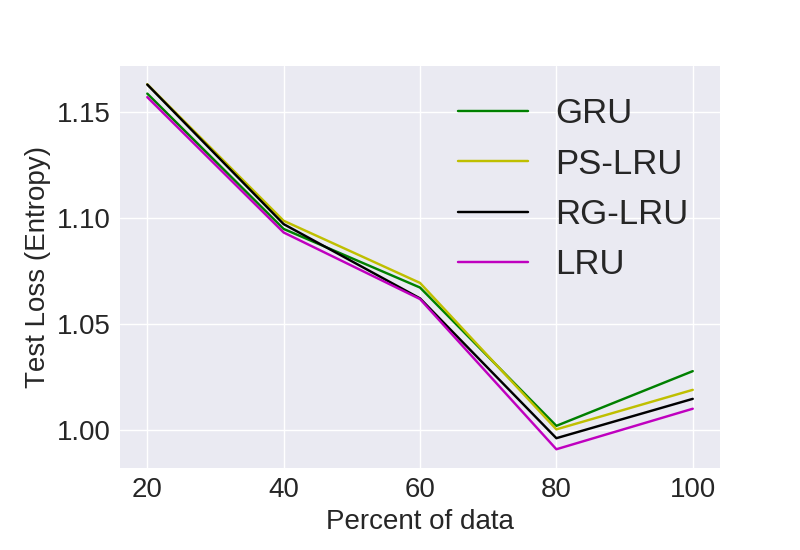 1.15
1.10
1.05
1.00
Test Loss (Entropy)
GRU
PS-LRU
RG-LRU
LRU
20 40 60 80 100
Percent of data